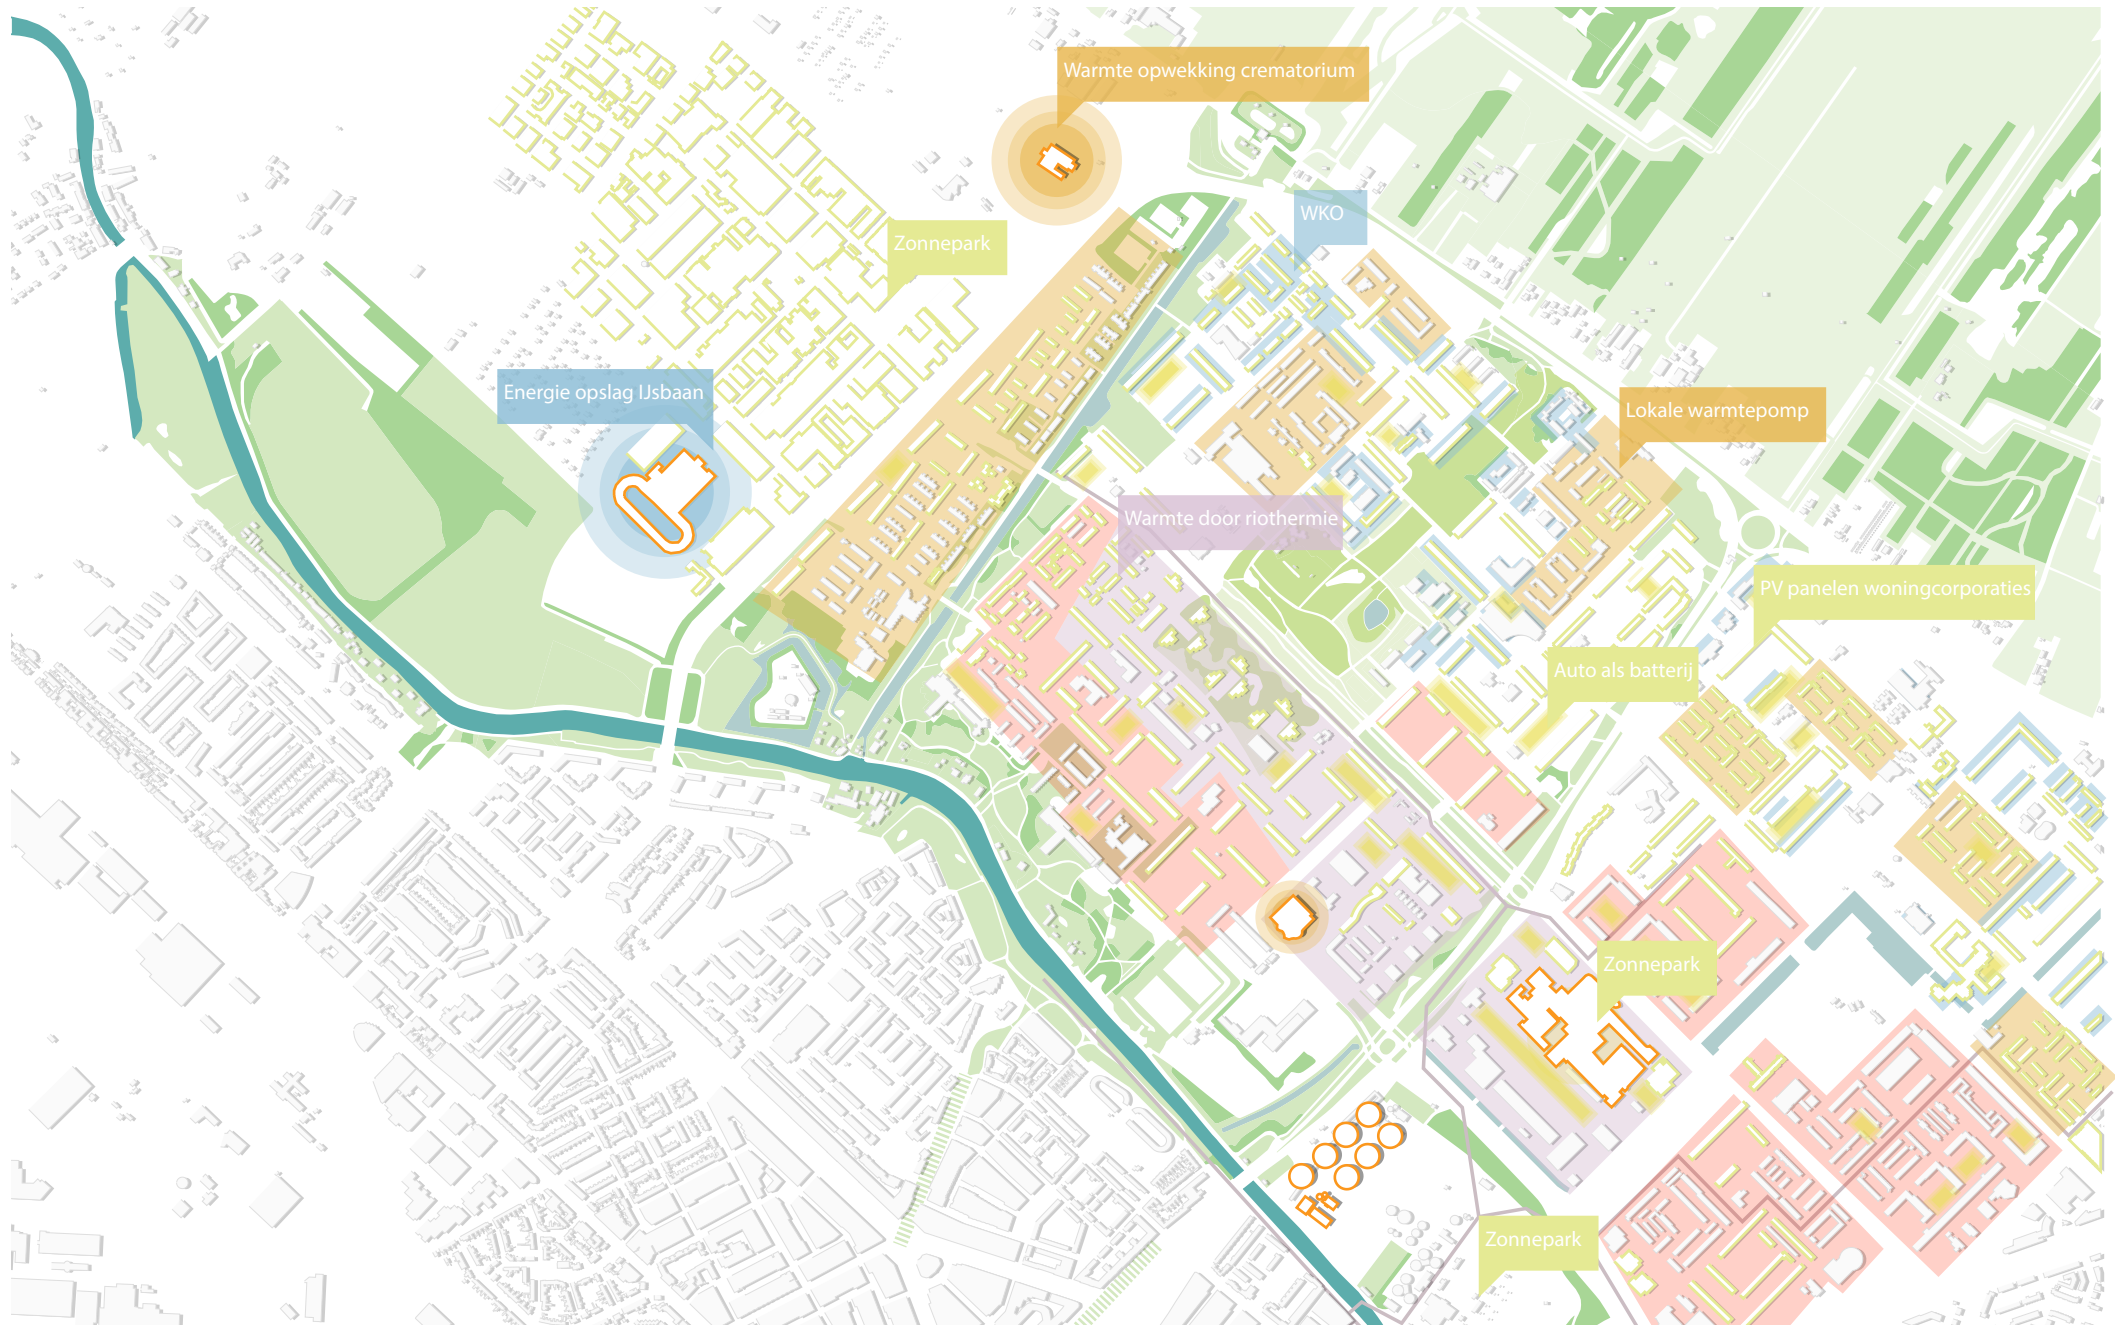 Warmte opwekking crematorium
WKO
Zonnepark
Energie opslag IJsbaan
Lokale warmtepomp
Warmte door riothermie
PV panelen woningcorporaties
Auto als batterij
Zonnepark
Zonnepark